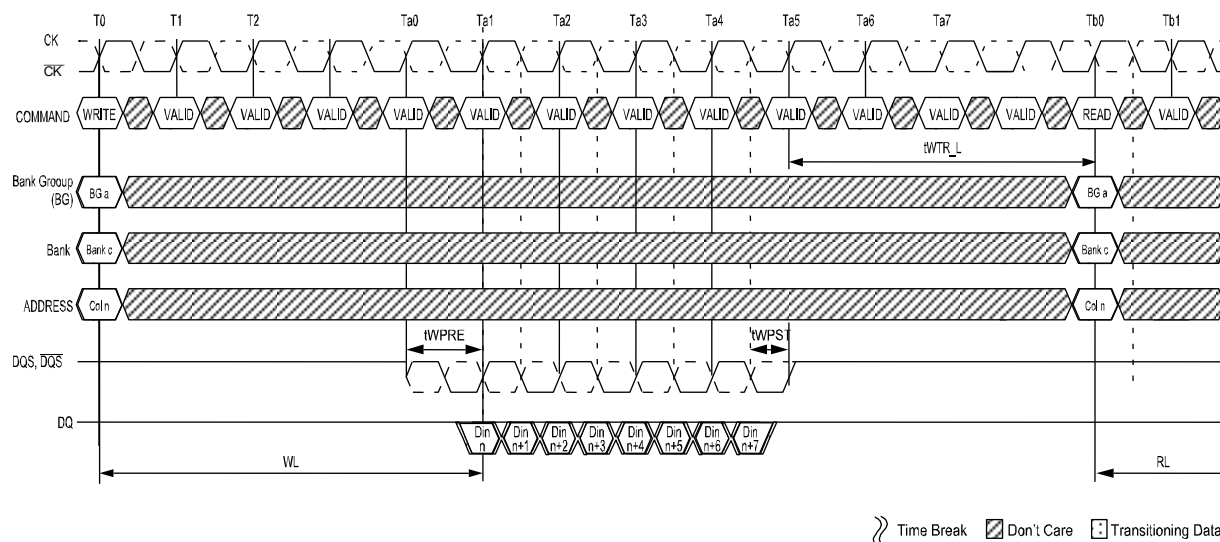 T0 T1 T2 Ta0 Ta1 Ta2 Ta3 Ta4 Ta5 Ta6 Ta7 Tb0 Tb1
CK
CK
COMMAND WRITE VALID VALID VALID VALID VALID VALID VALID VALID VALID VALID VALID VALID READ VALID
tWTR_L
Bank Grooup
(BG)
BG a BG a
Bank Bank c Bank c
ADDRESS Col n Col n
tWPRE tWPST
DQS, DQS
DQ
Din n Din n+1 Din n+2 Din n+3 Din n+4 Din n+5 Din n+6 Din n+7
WL RL
Time Break Don't Care Transitioning Data